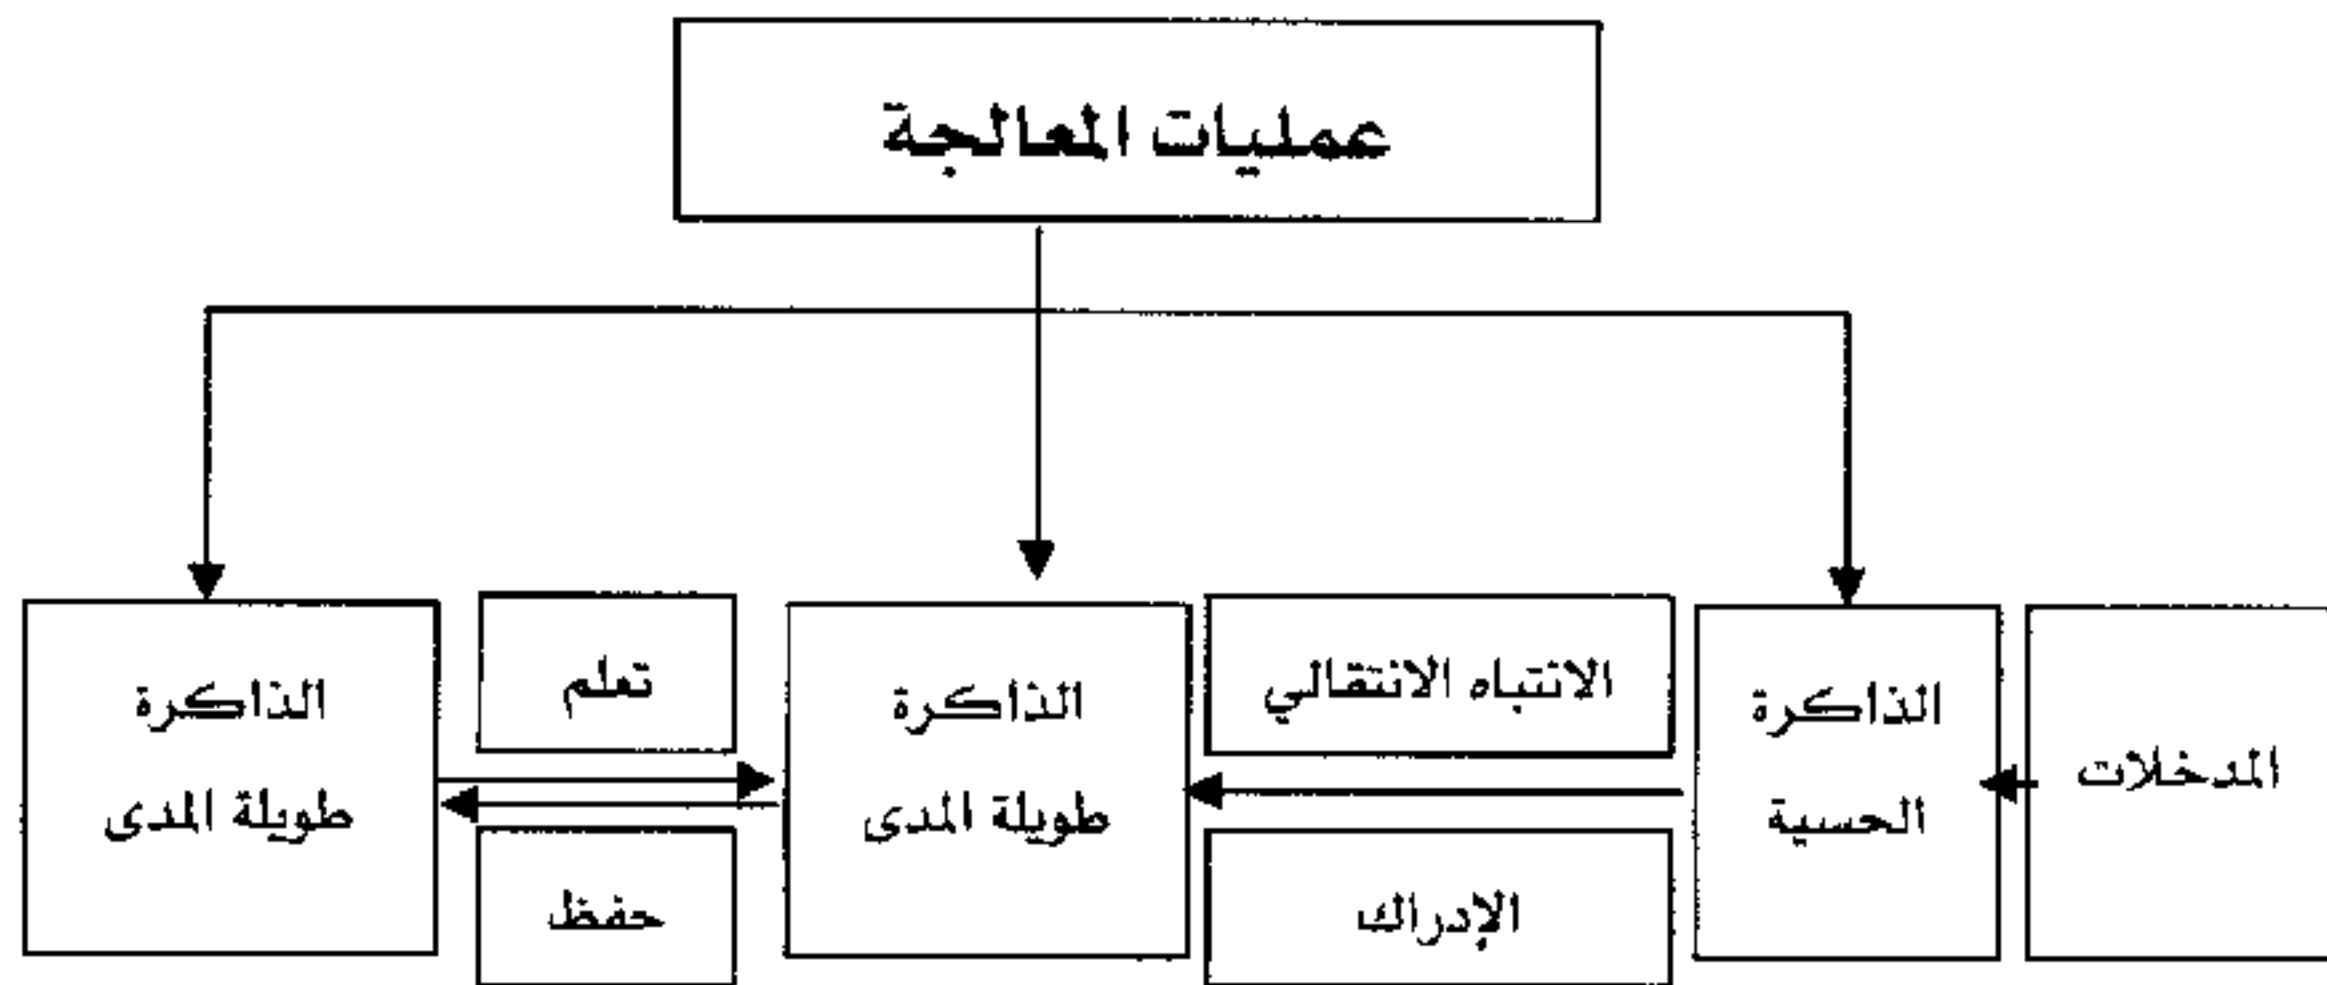 عمليات المعالجة
المدخلات
الذاكرة
الحسية
الانتباه الانتقالي
الإدراك
الذاكرة
طويلة المدى
تعلم
حفظ
الذاكرة
طويلة المدى